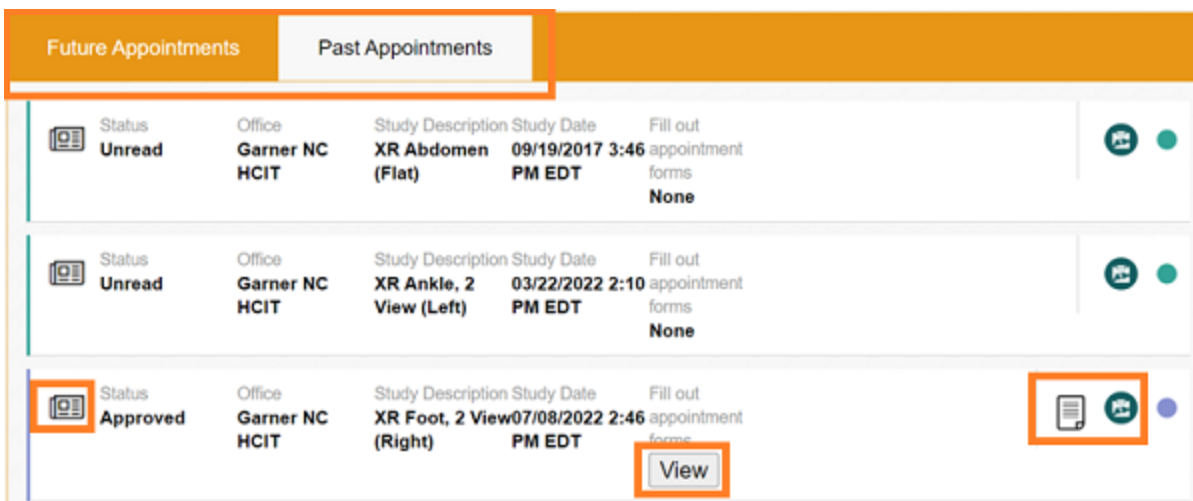 Future Appointments Past Appointments
Status Office Study Description Study Date Fill out
Unread Garner NC XR Abdomen 09/19/2017 3:46 appointment
HCIT (Flat) PM EDT forms
None
Status Office Study Description Study Date Fill out
Unread Garner NC XR Ankle, 2 03/22/2022 2:10 appointment
HCIT View (Left) PM EDT forms
None
Status Office Study Description Study Date Fill out
Approved Garner NC XR Foot, 2 View 07/08/2022 2:46 appointment
HCIT (Right) PM EDT forms
View